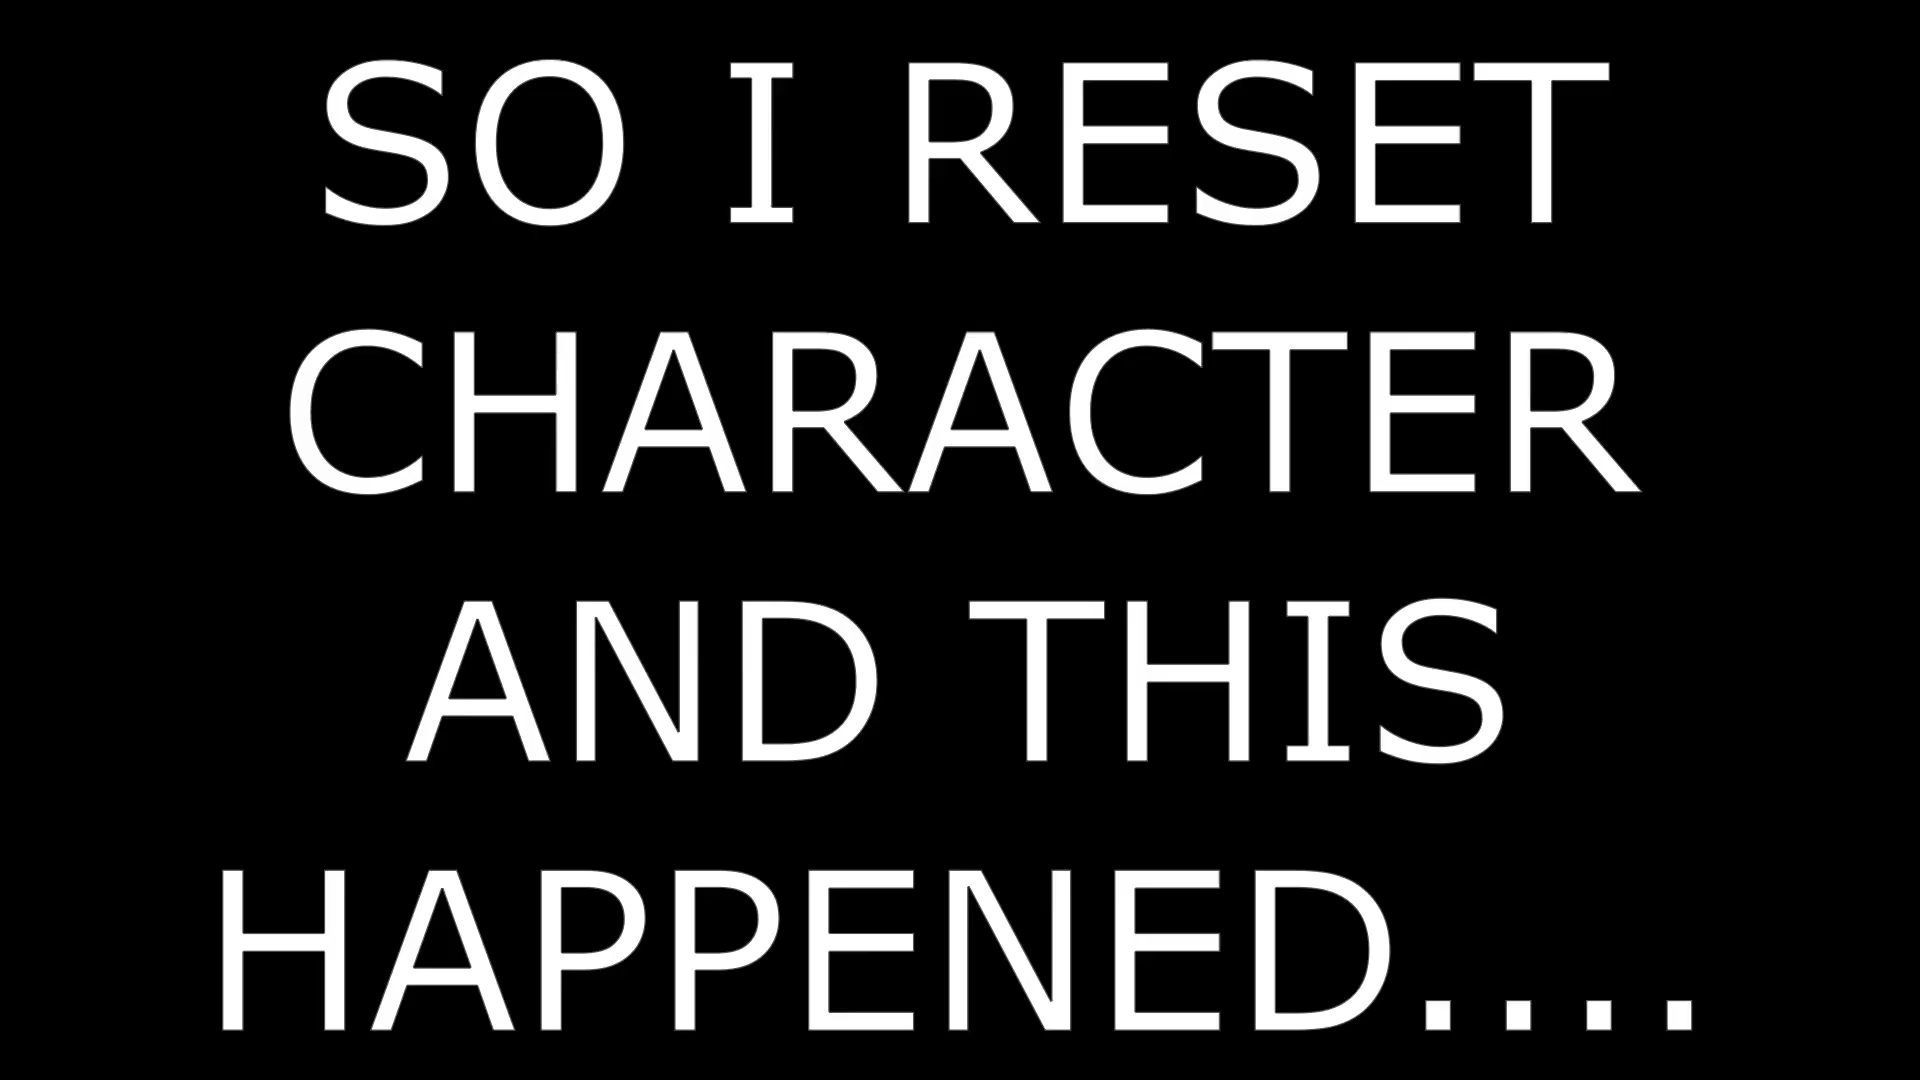 SO I RESET
CHARACTER
AND THIS
HAPPENED....